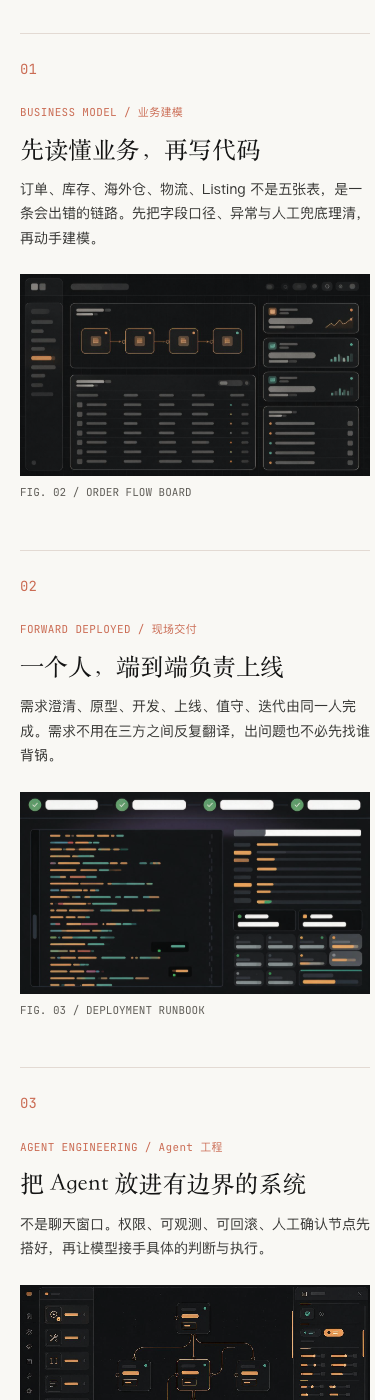 01
BUSINESS MODEL / 业务建模
先读懂业务，再写代码
订单、库存、海外仓、物流、Listing 不是五张表，是一
条会出错的链路。先把字段口径、异常与人工兜底理清，
再动手建模。
FIG. 02 / ORDER FLOW BOARD
02
FORWARD DEPLOYED / 现场交付
一个人，端到端负责上线
需求澄清、原型、开发、上线、值守、迭代由同一人完
成。需求不用在三方之间反复翻译，出问题也不必先找谁
背锅。
FIG. 03 / DEPLOYMENT RUNBOOK
03
AGENT ENGINEERING / Agent 工程
把 Agent 放进有边界的系统
不是聊天窗口。权限、可观测、可回滚、人工确认节点先
搭好，再让模型接手具体的判断与执行。